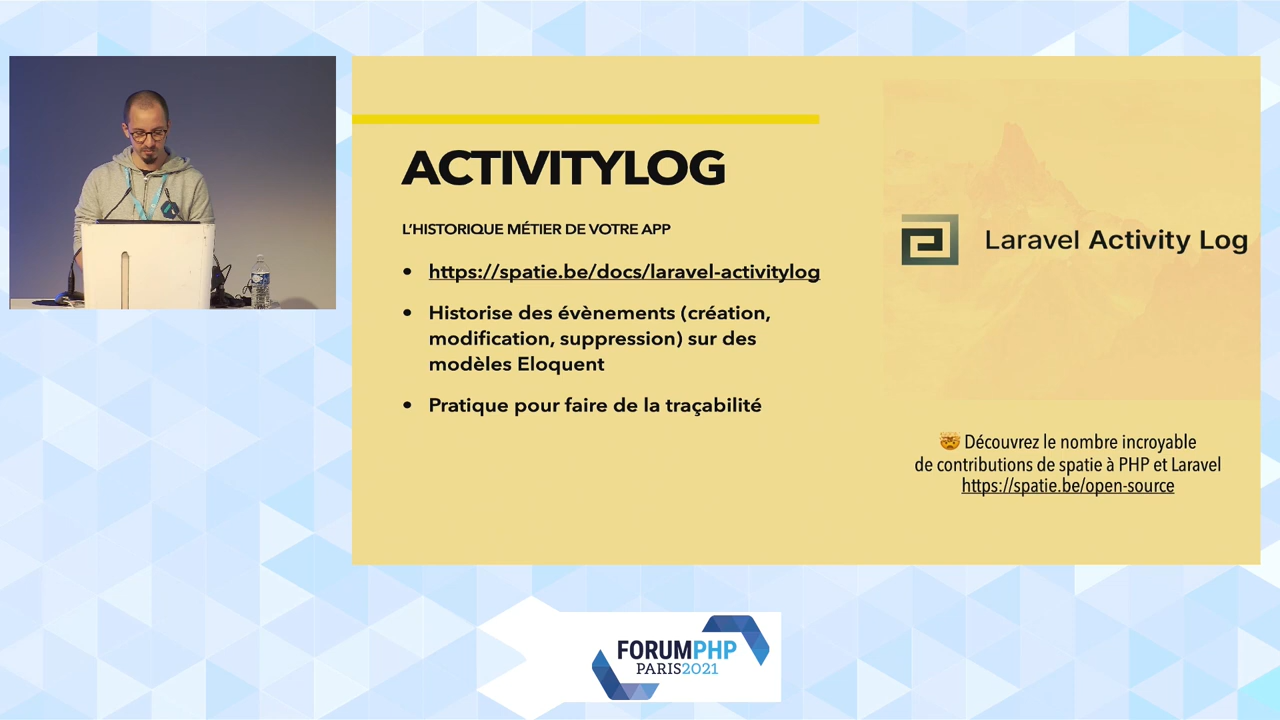 ACTIVITYLOG
L'HISTORIQUE MÉTIER DE VOTRE APP
• https://spatie.be/docs/laravel-activitylog
• Historise des évènements (création,
modification, suppression) sur des
modèles Eloquent
• Pratique pour faire de la traçabilité
Laravel Activity Log
🤯 Découvrez le nombre incroyable
de contributions de spatie à PHP et Laravel
https://spatie.be/open-source
FORUMPHP
PARIS2021